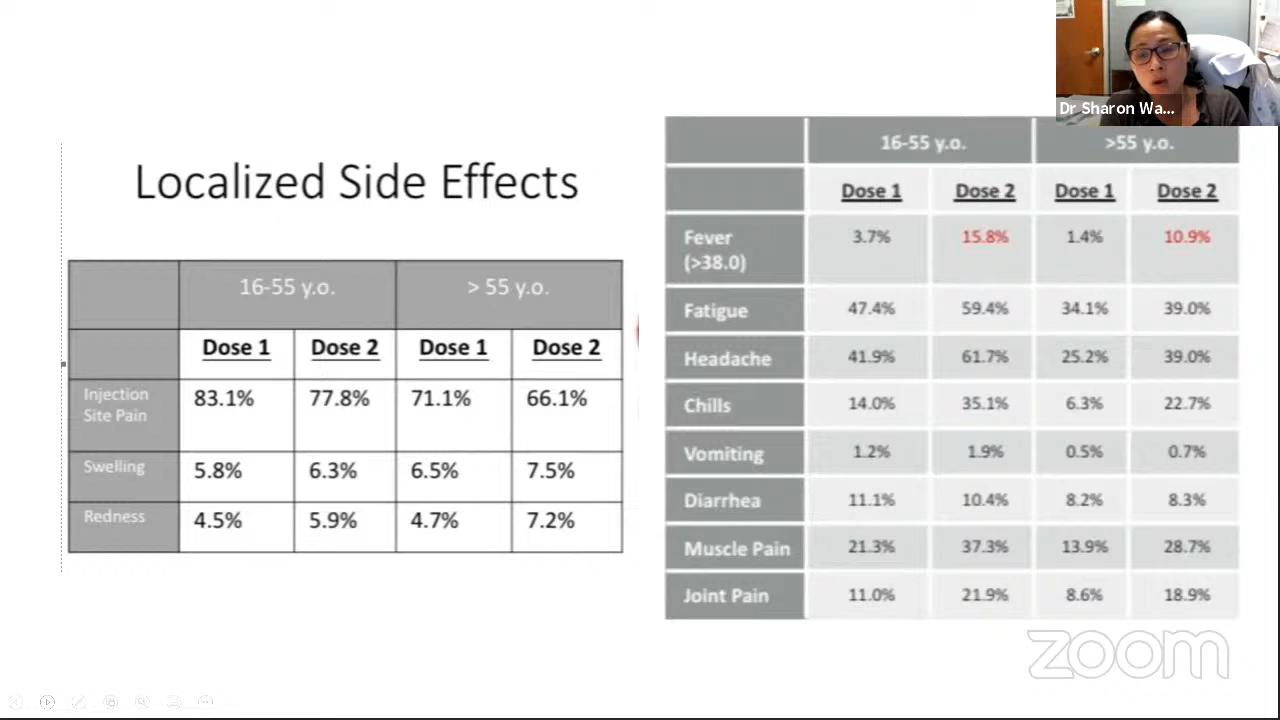 Dr Sharon Wa...
Localized Side Effects
16-55 y.o. > 55 y.o.
Dose 1 Dose 2 Dose 1 Dose 2
Injection
Site Pain
83.1% 77.8% 71.1% 66.1%
Swelling 5.8% 6.3% 6.5% 7.5%
Redness 4.5% 5.9% 4.7% 7.2%
16-55 y.o. >55 y.o.
Dose 1 Dose 2 Dose 1 Dose 2
Fever
(>38.0)
3.7% 15.8% 1.4% 10.9%
Fatigue 47.4% 59.4% 34.1% 39.0%
Headache 41.9% 61.7% 25.2% 39.0%
Chills 14.0% 35.1% 6.3% 22.7%
Vomiting 1.2% 1.9% 0.5% 0.7%
Diarrhea 11.1% 10.4% 8.2% 8.3%
Muscle Pain 21.3% 37.3% 13.9% 28.7%
Joint Pain 11.0% 21.9% 8.6% 18.9%
zoom